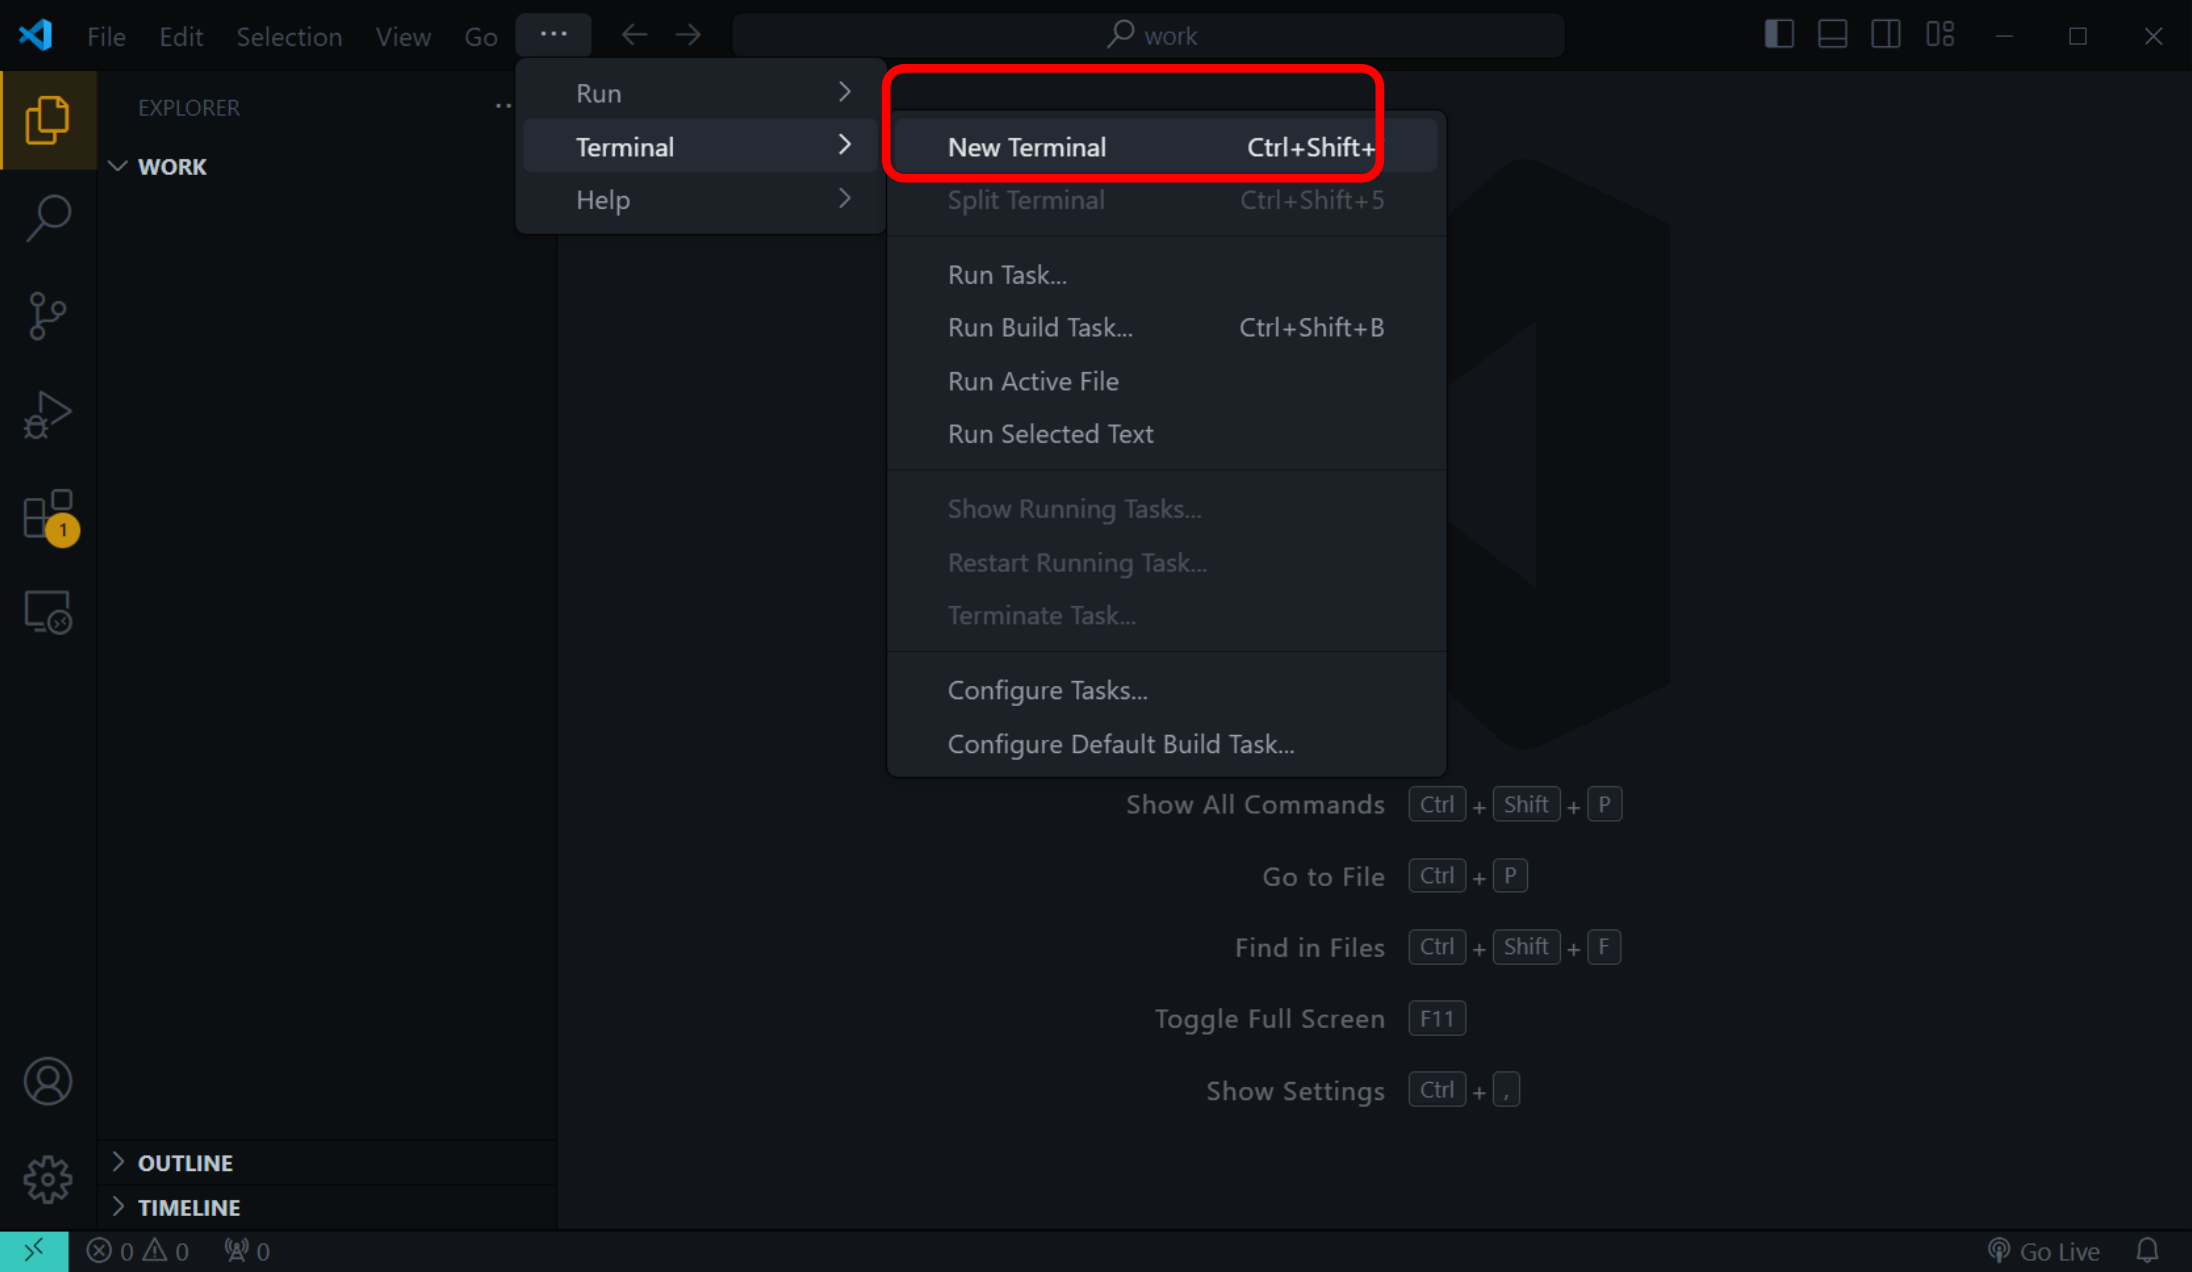 File Edit Selection View Go ··· work
EXPLORER
WORK
Run
Terminal
Help
New Terminal Ctrl+Shift+
Split Terminal Ctrl+Shift+5
Run Task...
Run Build Task... Ctrl+Shift+B
Run Active File
Run Selected Text
Show Running Tasks...
Restart Running Task...
Terminate Task...
Configure Tasks...
Configure Default Build Task...
1
Show All Commands Ctrl + Shift + P
Go to File Ctrl + P
Find in Files Ctrl + Shift + F
Toggle Full Screen F11
Show Settings Ctrl + ,
OUTLINE
TIMELINE
0 0 0 Go Live